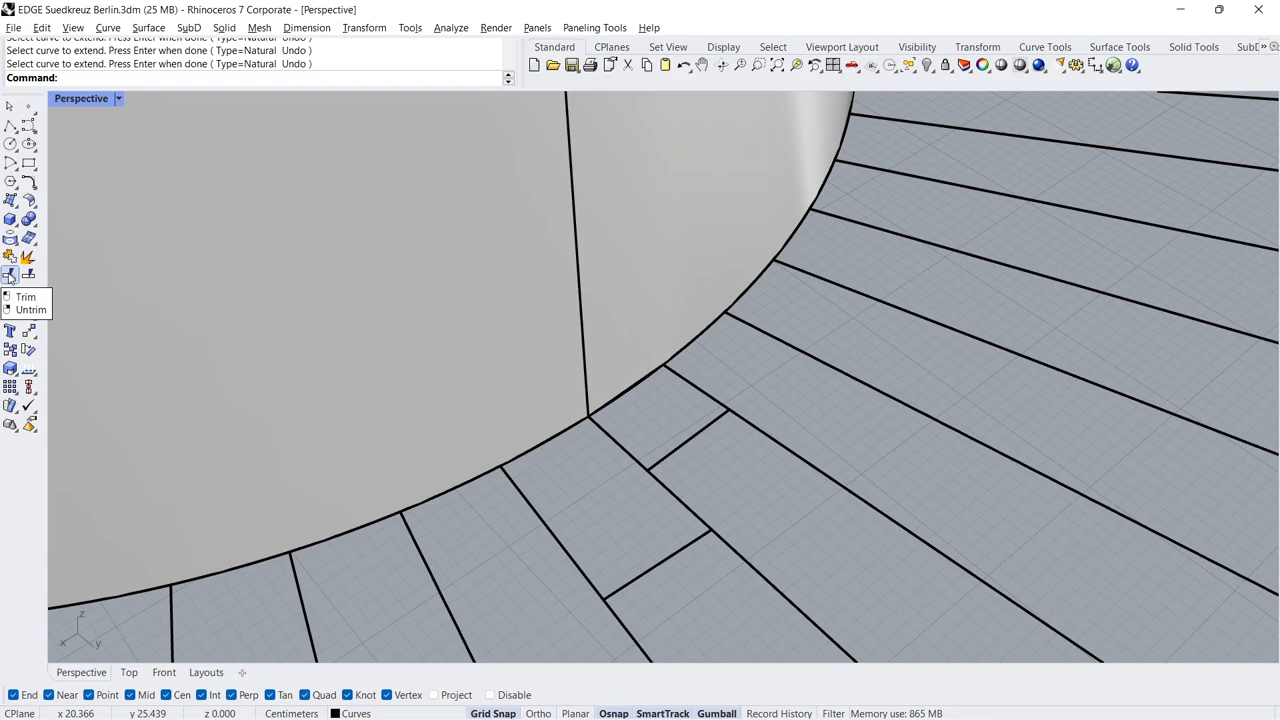 EDGE Suedkreuz Berlin.3dm (25 MB) - Rhinoceros 7 Corporate - [Perspective]
File Edit View Curve Surface SubD Solid Mesh Dimension Transform Tools Analyze Render Panels Paneling Tools Help
Select curve to extend. Press Enter when done ( Type=Natural Undo )
Select curve to extend. Press Enter when done ( Type=Natural Undo )
Command:
Standard CPlanes Set View Display Select Viewport Layout Visibility Transform Curve Tools Surface Tools Solid Tools SubD »
Perspective
Trim
Untrim
z
x y
Perspective Top Front Layouts
End Near Point Mid Cen Int Perp Tan Quad Knot Vertex Project Disable
CPlane x 20.366 y 25.439 z 0.000 Centimeters Curves Grid Snap Ortho Planar Osnap SmartTrack Gumball Record History Filter Memory use: 865 MB